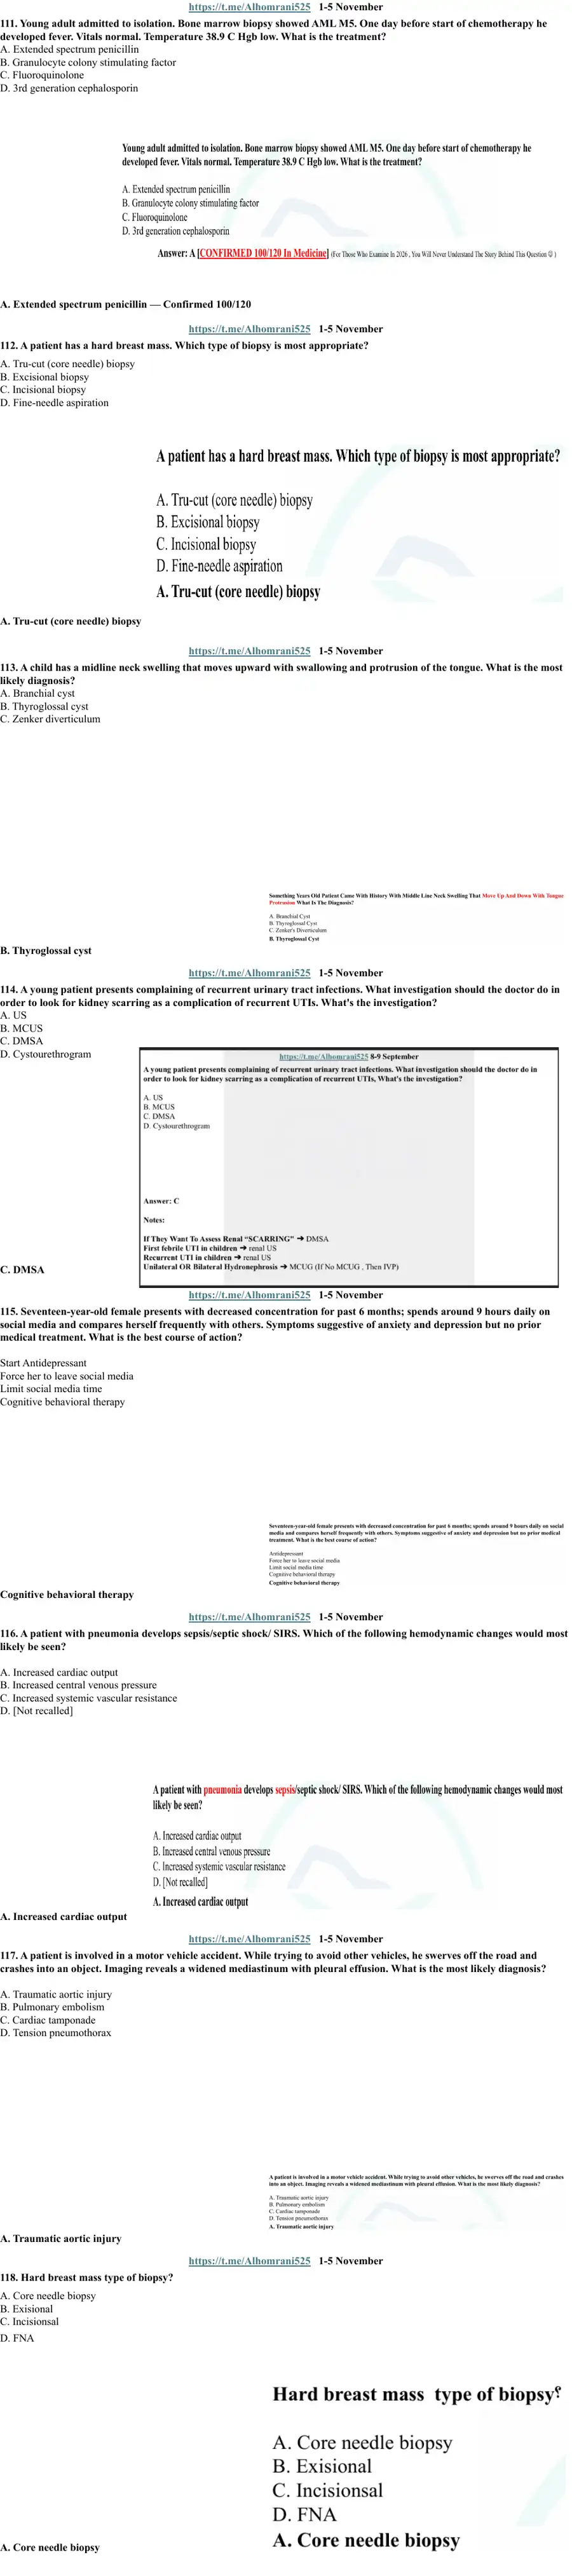 https://t.me/Alhomrani525 1-5 November
111. Young adult admitted to isolation. Bone marrow biopsy showed AML M5. One day before start of chemotherapy he
developed fever. Vitals normal. Temperature 38.9 C Hgb low. What is the treatment?
A. Extended spectrum penicillin
B. Granulocyte colony stimulating factor
C. Fluoroquinolone
D. 3rd generation cephalosporin
Young adult admitted to isolation. Bone marrow biopsy showed AML M5. One day before start of chemotherapy he
developed fever. Vitals normal. Temperature 38.9 C Hgb low. What is the treatment?
A. Extended spectrum penicillin
B. Granulocyte colony stimulating factor
C. Fluoroquinolone
D. 3rd generation cephalosporin
Answer: A [CONFIRMED 100/120 In Medicine] (For Those Who Examine In 2026 , You Will Never Understand The Story Behind This Question ☺ )
A. Extended spectrum penicillin — Confirmed 100/120
https://t.me/Alhomrani525 1-5 November
112. A patient has a hard breast mass. Which type of biopsy is most appropriate?
A. Tru-cut (core needle) biopsy
B. Excisional biopsy
C. Incisional biopsy
D. Fine-needle aspiration
A patient has a hard breast mass. Which type of biopsy is most appropriate?
A. Tru-cut (core needle) biopsy
B. Excisional biopsy
C. Incisional biopsy
D. Fine-needle aspiration
A. Tru-cut (core needle) biopsy
A. Tru-cut (core needle) biopsy
https://t.me/Alhomrani525 1-5 November
113. A child has a midline neck swelling that moves upward with swallowing and protrusion of the tongue. What is the most
likely diagnosis?
A. Branchial cyst
B. Thyroglossal cyst
C. Zenker diverticulum
Something Years Old Patient Came With History With Middle Line Neck Swelling That Move Up And Down With Tongue
Protrusion What Is The Diagnosis?
A. Branchial Cyst
B. Thyroglossal Cyst
C. Zenker's Diverticulum
B. Thyroglossal Cyst
B. Thyroglossal cyst
https://t.me/Alhomrani525 1-5 November
114. A young patient presents complaining of recurrent urinary tract infections. What investigation should the doctor do in
order to look for kidney scarring as a complication of recurrent UTIs. What's the investigation?
A. US
B. MCUS
C. DMSA
D. Cystourethrogram
https://t.me/Alhomrani525 8-9 September
A young patient presents complaining of recurrent urinary tract infections. What investigation should the doctor do in
order to look for kidney scarring as a complication of recurrent UTIs, What's the investigation?
A. US
B. MCUS
C. DMSA
D. Cystourethrogram
Answer: C
Notes:
If They Want To Assess Renal “SCARRING” ➔ DMSA
First febrile UTI in children ➔ renal US
Recurrent UTI in children ➔ renal US
Unilateral OR Bilateral Hydronephrosis ➔ MCUG (If No MCUG , Then IVP)
C. DMSA
https://t.me/Alhomrani525 1-5 November
115. Seventeen-year-old female presents with decreased concentration for past 6 months; spends around 9 hours daily on
social media and compares herself frequently with others. Symptoms suggestive of anxiety and depression but no prior
medical treatment. What is the best course of action?
Start Antidepressant
Force her to leave social media
Limit social media time
Cognitive behavioral therapy
Seventeen-year-old female presents with decreased concentration for past 6 months; spends around 9 hours daily on social
media and compares herself frequently with others. Symptoms suggestive of anxiety and depression but no prior medical
treatment. What is the best course of action?
Antidepressant
Force her to leave social media
Limit social media time
Cognitive behavioral therapy
Cognitive behavioral therapy
Cognitive behavioral therapy
https://t.me/Alhomrani525 1-5 November
116. A patient with pneumonia develops sepsis/septic shock/ SIRS. Which of the following hemodynamic changes would most
likely be seen?
A. Increased cardiac output
B. Increased central venous pressure
C. Increased systemic vascular resistance
D. [Not recalled]
A patient with pneumonia develops sepsis/septic shock/ SIRS. Which of the following hemodynamic changes would most
likely be seen?
A. Increased cardiac output
B. Increased central venous pressure
C. Increased systemic vascular resistance
D. [Not recalled]
A. Increased cardiac output
A. Increased cardiac output
https://t.me/Alhomrani525 1-5 November
117. A patient is involved in a motor vehicle accident. While trying to avoid other vehicles, he swerves off the road and
crashes into an object. Imaging reveals a widened mediastinum with pleural effusion. What is the most likely diagnosis?
A. Traumatic aortic injury
B. Pulmonary embolism
C. Cardiac tamponade
D. Tension pneumothorax
A patient is involved in a motor vehicle accident. While trying to avoid other vehicles, he swerves off the road and crashes
into an object. Imaging reveals a widened mediastinum with pleural effusion. What is the most likely diagnosis?
A. Traumatic aortic injury
B. Pulmonary embolism
C. Cardiac tamponade
D. Tension pneumothorax
A. Traumatic aortic injury
A. Traumatic aortic injury
https://t.me/Alhomrani525 1-5 November
118. Hard breast mass type of biopsy?
A. Core needle biopsy
B. Exisional
C. Incisionsal
D. FNA
Hard breast mass type of biopsy؟
A. Core needle biopsy
B. Exisional
C. Incisionsal
D. FNA
A. Core needle biopsy
A. Core needle biopsy